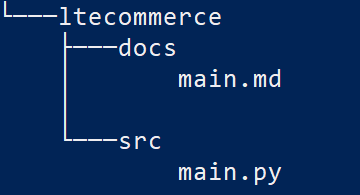 └───ltecommerce
    ├───docs
    │       main.md
    │
    └───src
            main.py